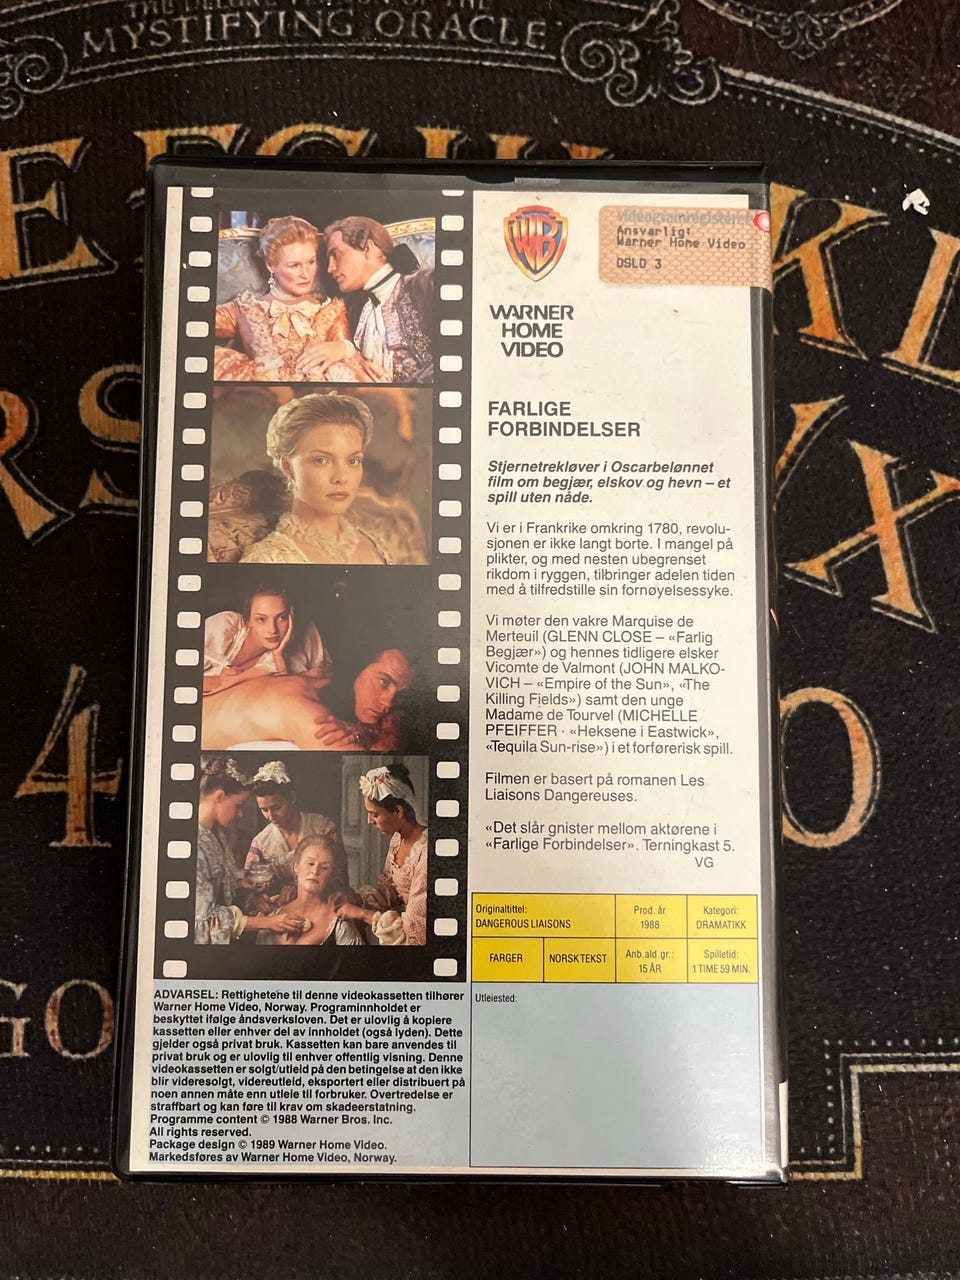 THE DELUXE VERSION OF THE
MYSTIFYING ORACLE
WB
videogramregisteret
Ansvarlig:
Warner Home Video
OSLO 3
WARNER
HOME
VIDEO
FARLIGE
FORBINDELSER
Stjernetrekløver i Oscarbelønnet
film om begjær, elskov og hevn – et
spill uten nåde.
Vi er i Frankrike omkring 1780, revolu-
sjonen er ikke langt borte. I mangel på
plikter, og med nesten ubegrenset
rikdom i ryggen, tilbringer adelen tiden
med å tilfredstille sin fornøyelsessyke.
Vi møter den vakre Marquise de
Merteuil (GLENN CLOSE – «Farlig
Begjær») og hennes tidligere elsker
Vicomte de Valmont (JOHN MALKO-
VICH – «Empire of the Sun», «The
Killing Fields») samt den unge
Madame de Tourvel (MICHELLE
PFEIFFER · «Heksene i Eastwick»,
«Tequila Sun-rise») i et forførerisk spill.
Filmen er basert på romanen Les
Liaisons Dangereuses.
«Det slår gnister mellom aktørene i
«Farlige Forbindelser». Terningkast 5.
VG
Originaltittel:
DANGEROUS LIAISONS
Prod. år
1988
Kategori:
DRAMATIKK
FARGER
NORSK TEKST
Anb.ald.gr.:
15 ÅR
Spilletid:
1 TIME 59 MIN.
Utleiested:
ADVARSEL: Rettighetene til denne videokassetten tilhører
Warner Home Video, Norway. Programinnholdet er
beskyttet ifølge åndsverksloven. Det er ulovlig å kopiere
kassetten eller enhver del av innholdet (også lyden). Dette
gjelder også privat bruk. Kassetten kan bare anvendes til
privat bruk og er ulovlig til enhver offentlig visning. Denne
videokassetten er solgt/utleid på den betingelse at den ikke
blir videresolgt, videreutleid, eksportert eller distribuert på
noen annen måte enn utleie til forbruker. Overtredelse er
straffbart og kan føre til krav om skadeerstatning.
Programme content © 1988 Warner Bros. Inc.
All rights reserved.
Package design © 1989 Warner Home Video.
Markedsføres av Warner Home Video, Norway.
E F G H
K L
R S
X
4
0
GO